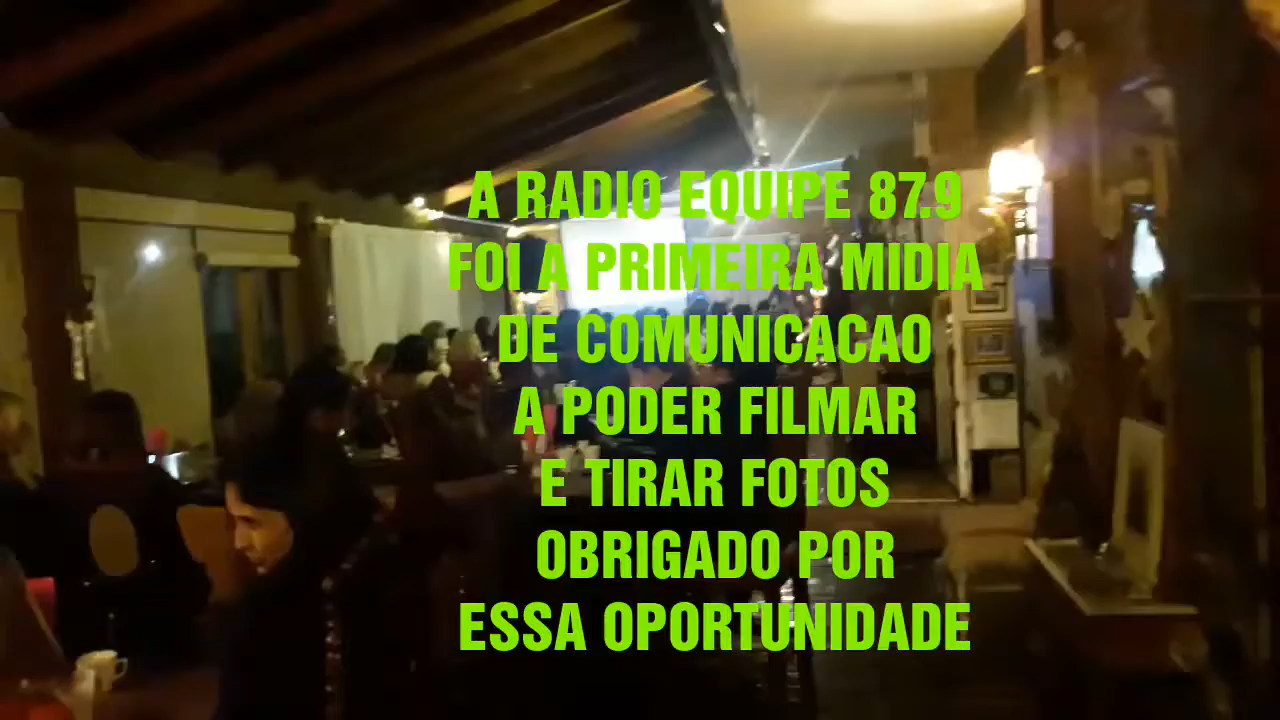 A RADIO EQUIPE 87.9
FOI A PRIMEIRA MIDIA
DE COMUNICACAO
A PODER FILMAR
E TIRAR FOTOS
OBRIGADO POR
ESSA OPORTUNIDADE